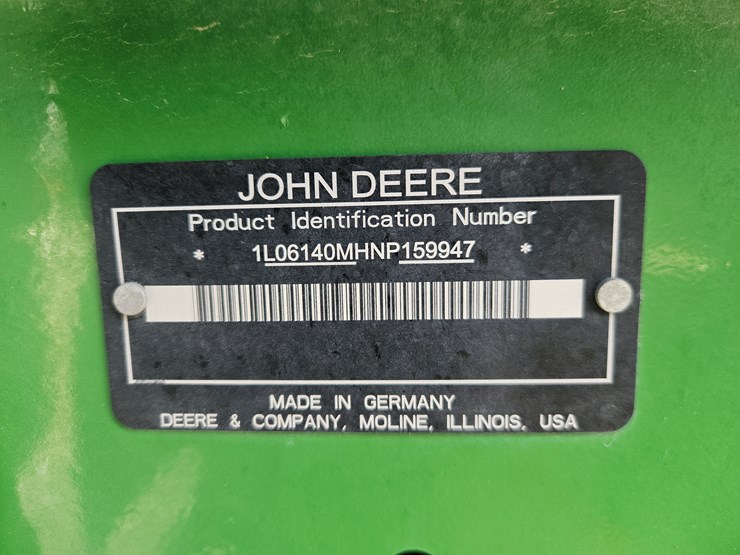 JOHN DEERE
Product Identification Number
* 1L06140MHNP159947 *
MADE IN GERMANY
DEERE & COMPANY, MOLINE, ILLINOIS, USA